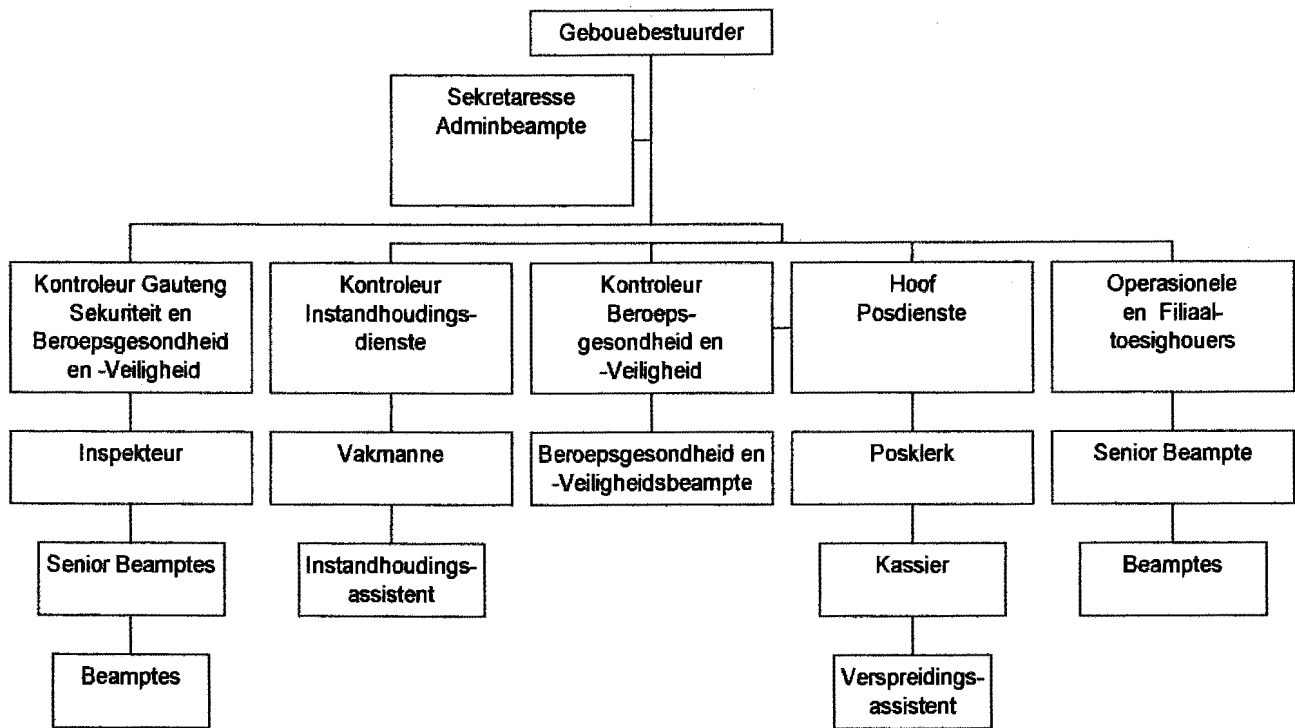 Gebouebestuurder
Sekretaresse
Adminbeampte
Kontroleur Gauteng
Sekuriteit en
Beroepsgesondheid
en -Veiligheid
Kontroleur
Instandhoudings-
dienste
Kontroleur
Beroeps-
gesondheid en
-Veiligheid
Hoof
Posdienste
Operasionele
en Filiaal-
toesighouers
Inspekteur
Vakmanne
Beroepsgesondheid en
-Veiligheidsbeampte
Posklerk
Senior Beampte
Senior Beamptes
Instandhoudings-
assistent
Kassier
Beamptes
Beamptes
Verspreidings-
assistent